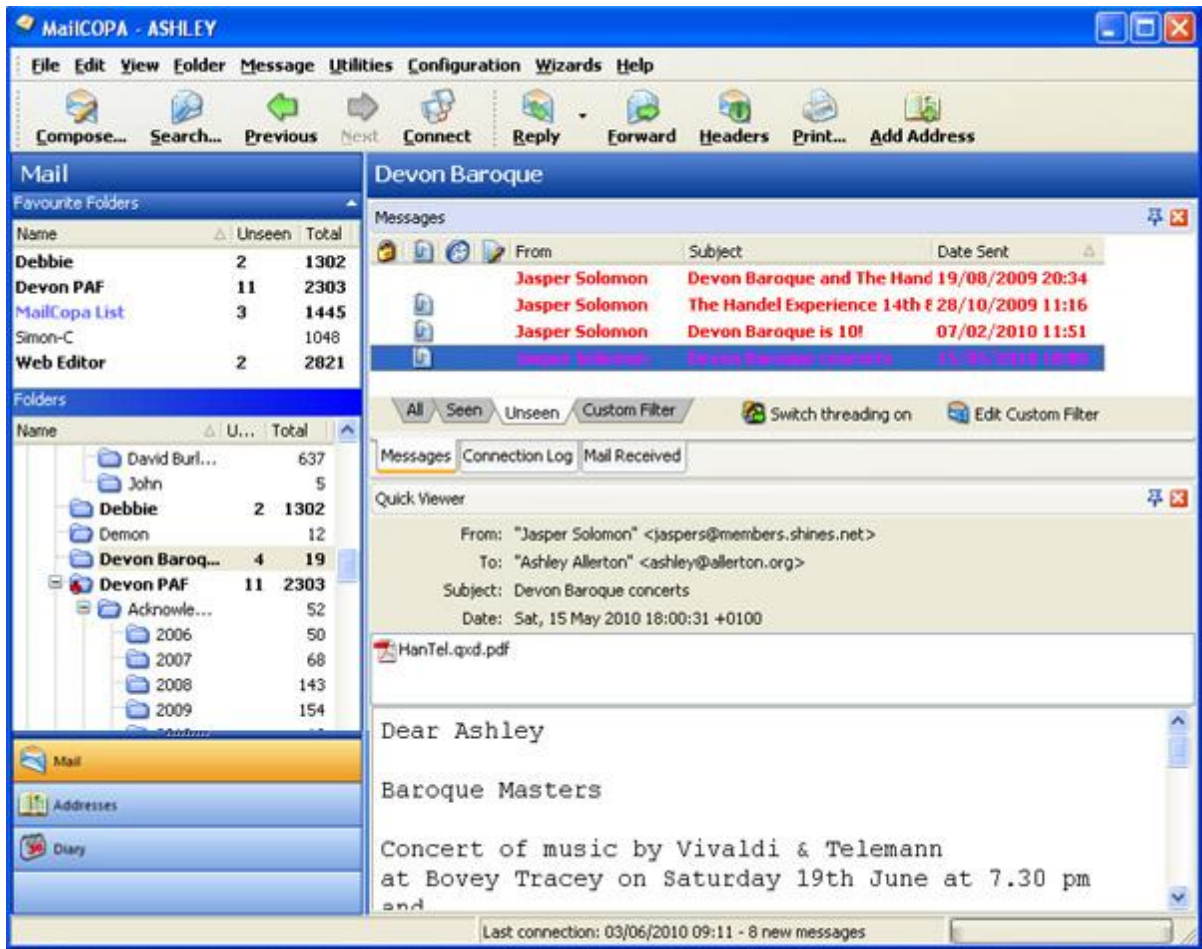 MailCOPA - ASHLEY
File Edit View Folder Message Utilities Configuration Wizards Help
Compose... Search... Previous Next Connect Reply Forward Headers Print... Add Address
Mail
Favourite Folders
Name Unseen Total
Debbie 2 1302
Devon PAF 11 2303
MailCopa List 3 1445
Simon-C 1048
Web Editor 2 2821
Folders
Name U... Total
David Burl... 637
John 5
Debbie 2 1302
Demon 12
Devon Baroq... 4 19
Devon PAF 11 2303
Acknowle... 52
2006 50
2007 68
2008 143
2009 154
Mail
Addresses
Diary
Devon Baroque
Messages
From Subject Date Sent
Jasper Solomon Devon Baroque and The Hand 19/08/2009 20:34
Jasper Solomon The Handel Experience 14th 28/10/2009 11:16
Jasper Solomon Devon Baroque is 10! 07/02/2010 11:51
Jasper Solomon Devon Baroque concerts
All Seen Unseen Custom Filter Switch threading on Edit Custom Filter
Messages Connection Log Mail Received
Quick Viewer
From: "Jasper Solomon" <jaspers@members.shines.net>
To: "Ashley Allerton" <ashley@allerton.org>
Subject: Devon Baroque concerts
Date: Sat, 15 May 2010 18:00:31 +0100
HanTel.qxd.pdf
Dear Ashley
Baroque Masters
Concert of music by Vivaldi & Telemann
at Bovey Tracey on Saturday 19th June at 7.30 pm
and
Last connection: 03/06/2010 09:11 - 8 new messages